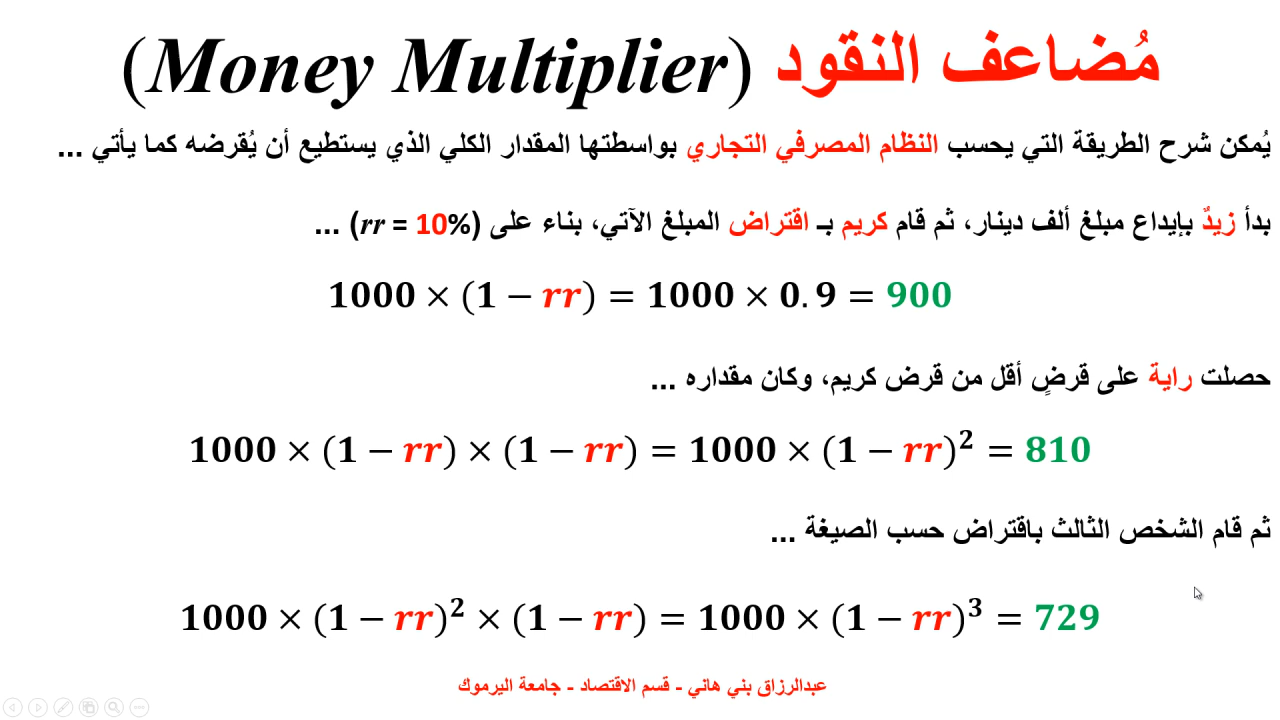 مُضاعف النقود (Money Multiplier)
يُمكن شرح الطريقة التي يحسب النظام المصرفي التجاري بواسطتها المقدار الكلي الذي يستطيع أن يُقرضه كما يأتي ...
بدأ زيدٌ بإيداع مبلغ ألف دينار، ثم قام كريم بـ اقتراض المبلغ الآتي، بناء على (rr = 10%) ...
1000 × (1 − rr) = 1000 × 0.9 = 900
حصلت راية على قرضٍ أقل من قرض كريم، وكان مقداره ...
1000 × (1 − rr) × (1 − rr) = 1000 × (1 − rr)² = 810
ثم قام الشخص الثالث باقتراض حسب الصيغة ...
1000 × (1 − rr)² × (1 − rr) = 1000 × (1 − rr)³ = 729
عبدالرزاق بني هاني - قسم الاقتصاد - جامعة اليرموك